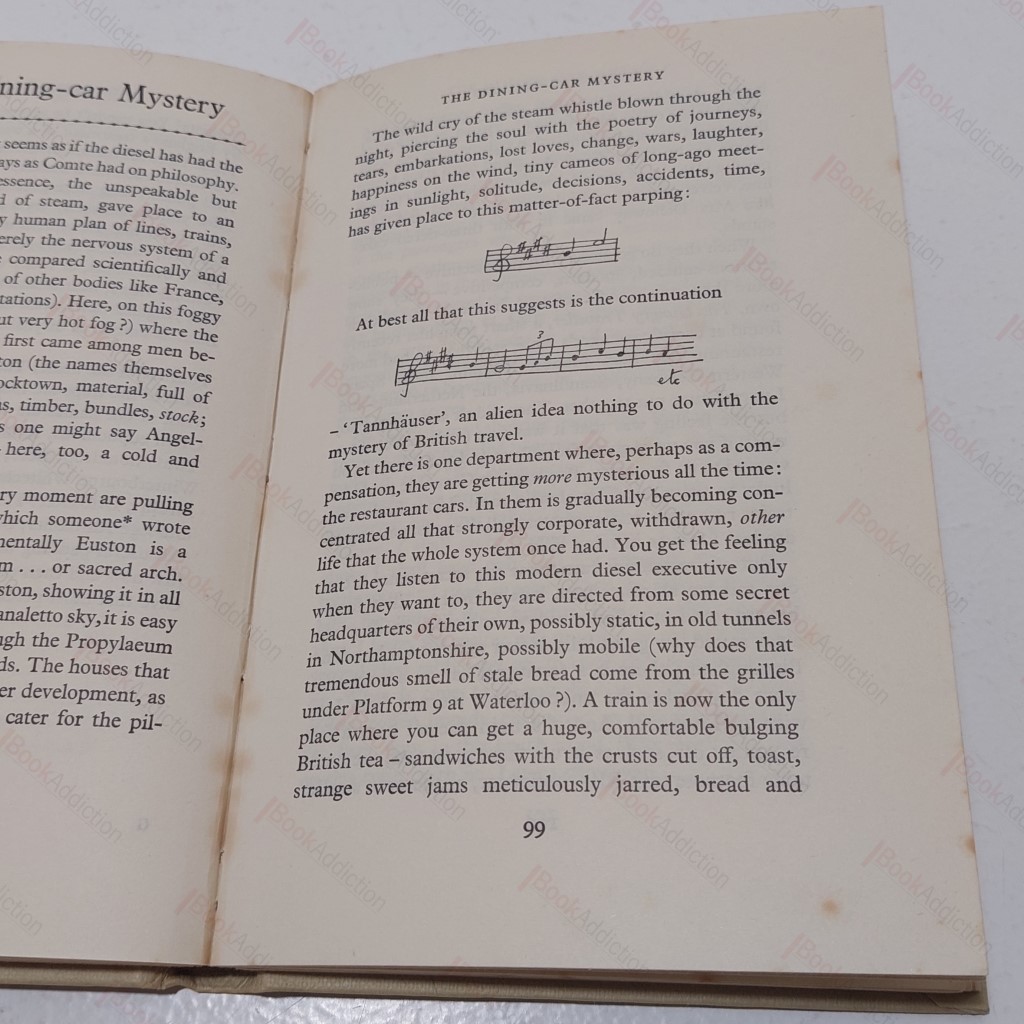 ning-car Mystery
seems as if the diesel has had the
ays as Comte had on philosophy.
essence, the unspeakable but
of steam, gave place to an
y human plan of lines, trains,
erely the nervous system of a
compared scientifically and
of other bodies like France,
tations). Here, on this foggy
ut very hot fog ?) where the
first came among men be-
ton (the names themselves
ocktown, material, full of
s, timber, bundles, stock;
s one might say Angel-
here, too, a cold and
ry moment are pulling
which someone* wrote
mentally Euston is a
m . . . or sacred arch.
ston, showing it in all
analetto sky, it is easy
ugh the Propylaeum
ds. The houses that
er development, as
cater for the pil-
THE DINING-CAR MYSTERY
The wild cry of the steam whistle blown through the
night, piercing the soul with the poetry of journeys,
tears, embarkations, lost loves, change, wars, laughter,
happiness on the wind, tiny cameos of long-ago meet-
ings in sunlight, solitude, decisions, accidents, time,
has given place to this matter-of-fact parping:
At best all that this suggests is the continuation
3
etc
– ‘Tannhäuser’, an alien idea nothing to do with the
mystery of British travel.
Yet there is one department where, perhaps as a com-
pensation, they are getting more mysterious all the time:
the restaurant cars. In them is gradually becoming con-
centrated all that strongly corporate, withdrawn, other
life that the whole system once had. You get the feeling
that they listen to this modern diesel executive only
when they want to, they are directed from some secret
headquarters of their own, possibly static, in old tunnels
in Northamptonshire, possibly mobile (why does that
tremendous smell of stale bread come from the grilles
under Platform 9 at Waterloo ?). A train is now the only
place where you can get a huge, comfortable bulging
British tea – sandwiches with the crusts cut off, toast,
strange sweet jams meticulously jarred, bread and
99
BookAddiction